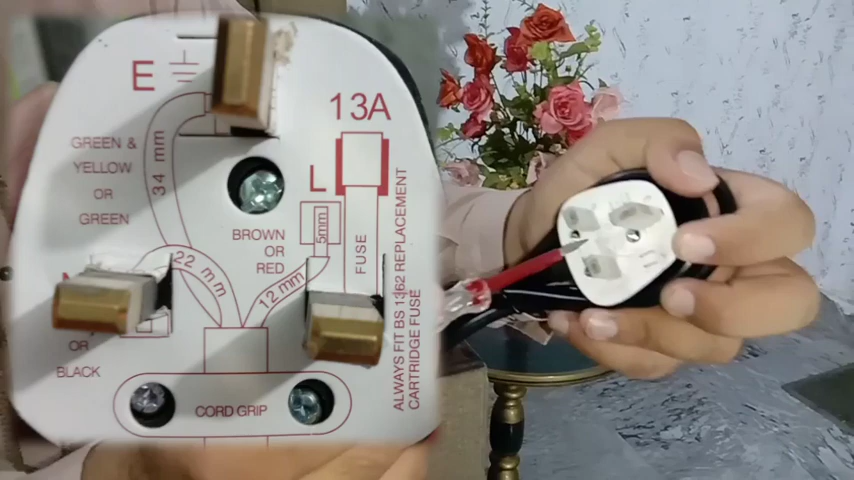 E
13A
GREEN &
YELLOW
OR
GREEN
34 mm
L
5mm
BROWN
OR
RED
FUSE
22 mm
12 mm
OR
BLACK
CORD GRIP
ALWAYS FIT BS 1362 REPLACEMENT
CARTRIDGE FUSE